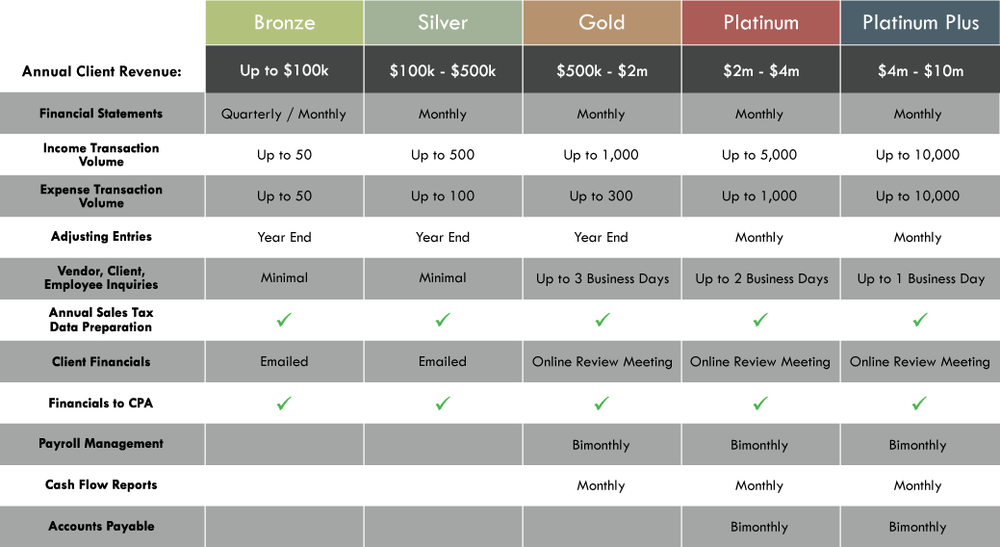 Bronze Silver Gold Platinum Platinum Plus
Annual Client Revenue: Up to $100k $100k - $500k $500k - $2m $2m - $4m $4m - $10m
Financial Statements Quarterly / Monthly Monthly Monthly Monthly Monthly
Income Transaction
Volume Up to 50 Up to 500 Up to 1,000 Up to 5,000 Up to 10,000
Expense Transaction
Volume Up to 50 Up to 100 Up to 300 Up to 1,000 Up to 10,000
Adjusting Entries Year End Year End Year End Monthly Monthly
Vendor, Client,
Employee Inquiries Minimal Minimal Up to 3 Business Days Up to 2 Business Days Up to 1 Business Day
Annual Sales Tax
Data Preparation ✓ ✓ ✓ ✓ ✓
Client Financials Emailed Emailed Online Review Meeting Online Review Meeting Online Review Meeting
Financials to CPA ✓ ✓ ✓ ✓ ✓
Payroll Management Bimonthly Bimonthly Bimonthly
Cash Flow Reports Monthly Monthly Monthly
Accounts Payable Bimonthly Bimonthly